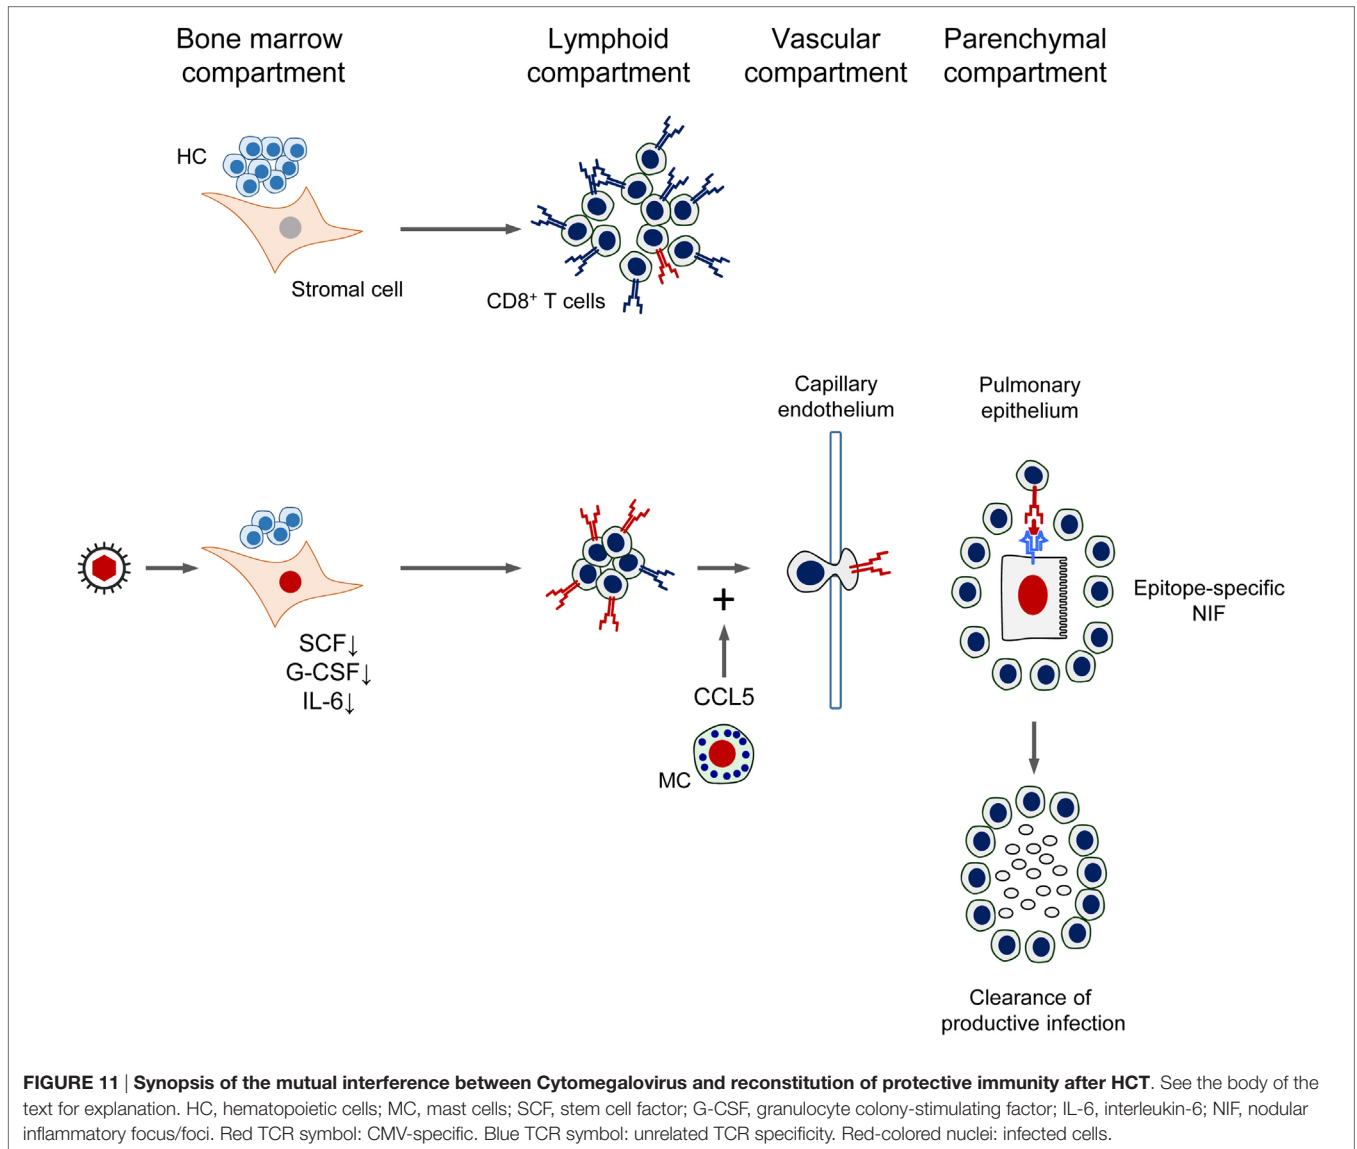 Bone marrow
compartment
Lymphoid
compartment
Vascular
compartment
Parenchymal
compartment
HC
Stromal cell
CD8⁺ T cells
Capillary
endothelium
Pulmonary
epithelium
SCF↓
G-CSF↓
IL-6↓
+
CCL5
MC
Epitope-specific
NIF
Clearance of
productive infection
FIGURE 11 | Synopsis of the mutual interference between Cytomegalovirus and reconstitution of protective immunity after HCT. See the body of the
text for explanation. HC, hematopoietic cells; MC, mast cells; SCF, stem cell factor; G-CSF, granulocyte colony-stimulating factor; IL-6, interleukin-6; NIF, nodular
inflammatory focus/foci. Red TCR symbol: CMV-specific. Blue TCR symbol: unrelated TCR specificity. Red-colored nuclei: infected cells.